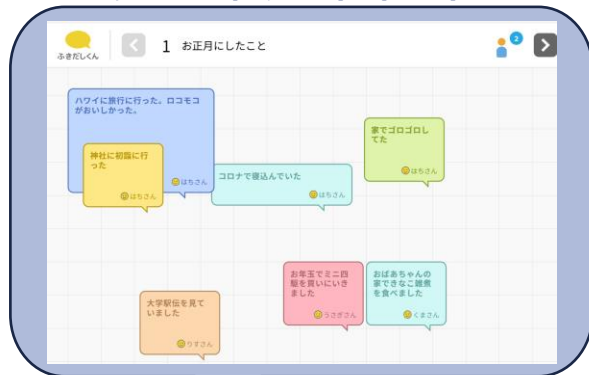 ふきだしくん
1 お正月にしたこと
2
ハワイに旅行に行った。ロコモコ
がおいしかった。
はちさん
神社に初詣に行
った
はちさん
コロナで寝込んでいた
はちさん
家でゴロゴロし
てた
はちさん
大学駅伝を見て
いました
りすさん
お年玉でミニ四
駆を買いにいき
ました
うさぎさん
おばあちゃんの
家できなこ雑煮
を食べました
くまさん